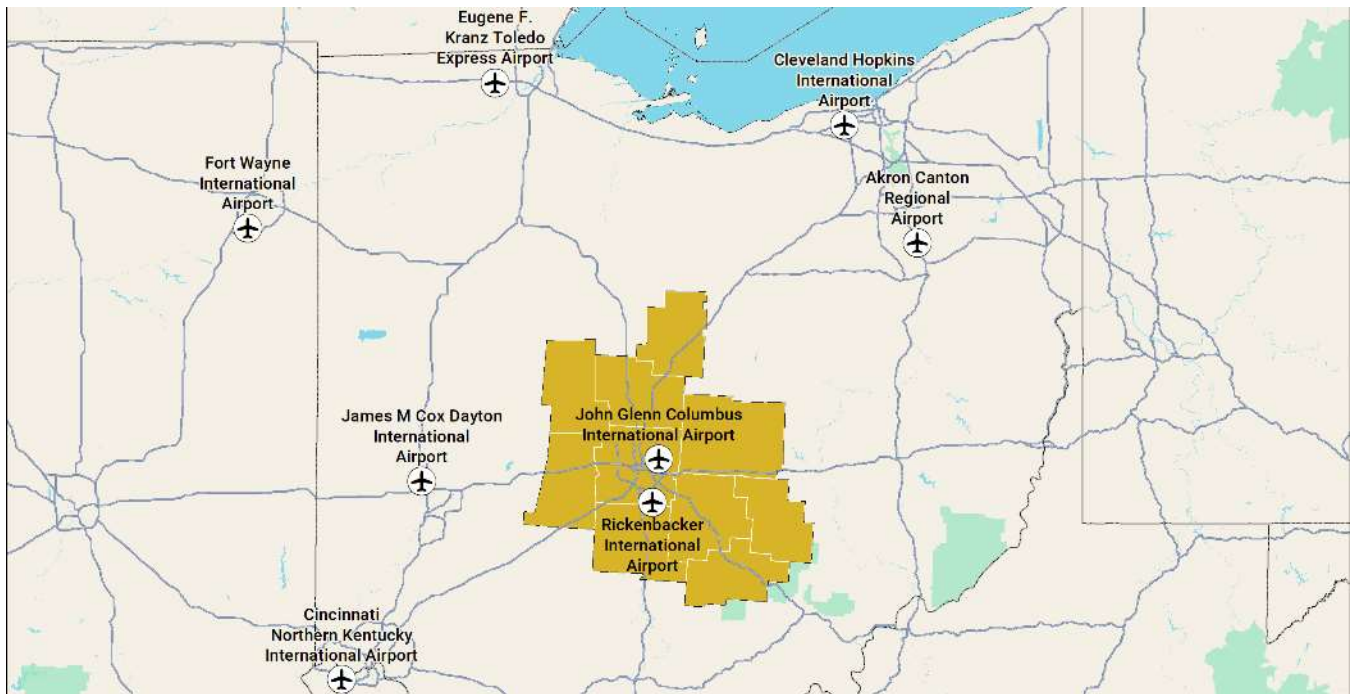 Eugene F.
Kranz Toledo
Express Airport
Cleveland Hopkins
International
Airport
Fort Wayne
International
Airport
Akron Canton
Regional
Airport
James M Cox Dayton
International
Airport
John Glenn Columbus
International Airport
Rickenbacker
International
Airport
Cincinnati
Northern Kentucky
International Airport